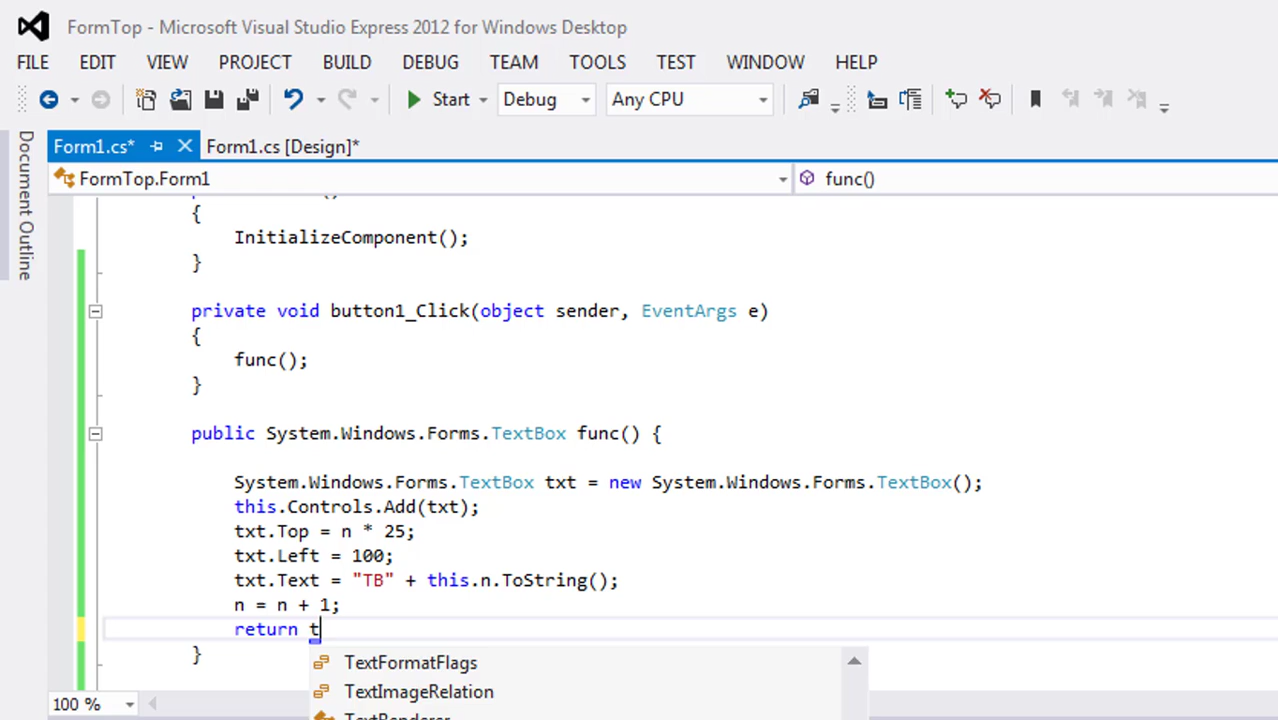 FormTop - Microsoft Visual Studio Express 2012 for Windows Desktop
FILE EDIT VIEW PROJECT BUILD DEBUG TEAM TOOLS TEST WINDOW HELP
Start Debug Any CPU
Document Outline
Form1.cs* Form1.cs [Design]*
FormTop.Form1 func()
{
InitializeComponent();
}
private void button1_Click(object sender, EventArgs e)
{
func();
}
public System.Windows.Forms.TextBox func() {
System.Windows.Forms.TextBox txt = new System.Windows.Forms.TextBox();
this.Controls.Add(txt);
txt.Top = n * 25;
txt.Left = 100;
txt.Text = "TB" + this.n.ToString();
n = n + 1;
return t
}
TextFormatFlags
TextImageRelation
TextRenderer
100 %